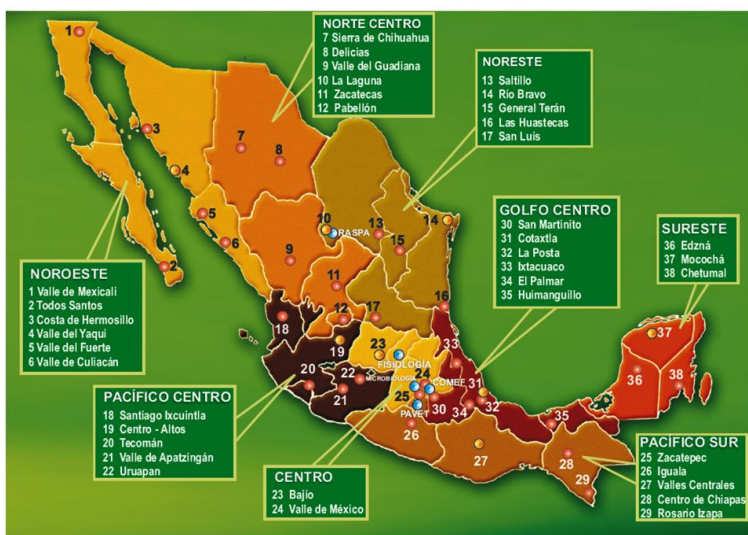 NORTE CENTRO
7 Sierra de Chihuahua
8 Delicias
9 Valle del Guadiana
10 La Laguna
11 Zacatecas
12 Pabellón
NORESTE
13 Saltillo
14 Río Bravo
15 General Terán
16 Las Huastecas
17 San Luis
GOLFO CENTRO
30 San Martinito
31 Cotaxtla
32 La Posta
33 Ixtacuaco
34 El Palmar
35 Huimanguillo
SURESTE
36 Edzná
37 Mocochá
38 Chetumal
NOROESTE
1 Valle de Mexicali
2 Todos Santos
3 Costa de Hermosillo
4 Valle del Yaqui
5 Valle del Fuerte
6 Valle de Culiacán
PACÍFICO CENTRO
18 Santiago Ixcuintla
19 Centro - Altos
20 Tecomán
21 Valle de Apatzingán
22 Uruapan
CENTRO
23 Bajío
24 Valle de México
PACÍFICO SUR
25 Zacatepec
26 Iguala
27 Valles Centrales
28 Centro de Chiapas
29 Rosario Izapa
1
3
4
2
5
6
7
8
9
10
RASPA
13
14
15
11
12
17
16
18
19
20
21
22
23
FISIOLOGÍA
MICROBIOLOGÍA
24
COMEF
25
PAVET
30
33
31
34
32
26
27
35
28
29
36
37
38